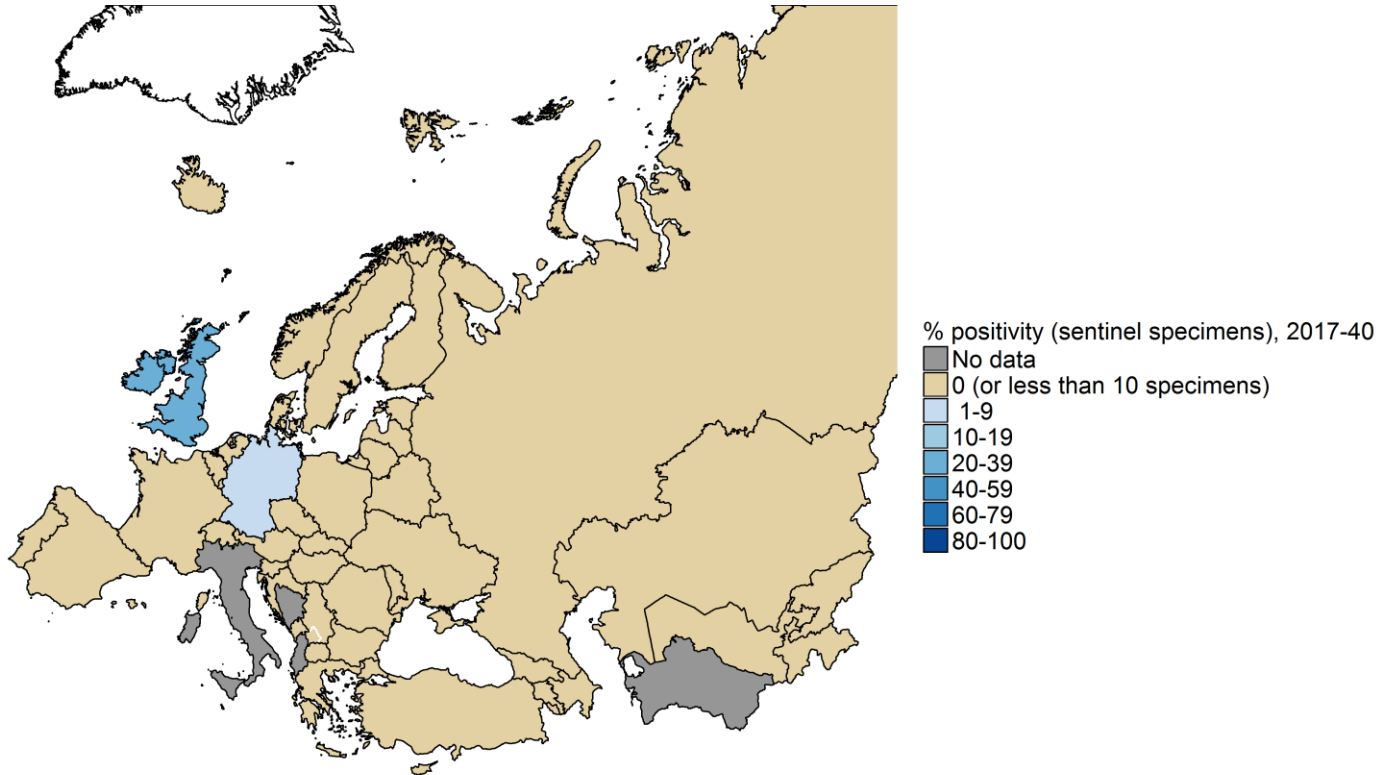 % positivity (sentinel specimens), 2017-40
No data
0 (or less than 10 specimens)
1-9
10-19
20-39
40-59
60-79
80-100